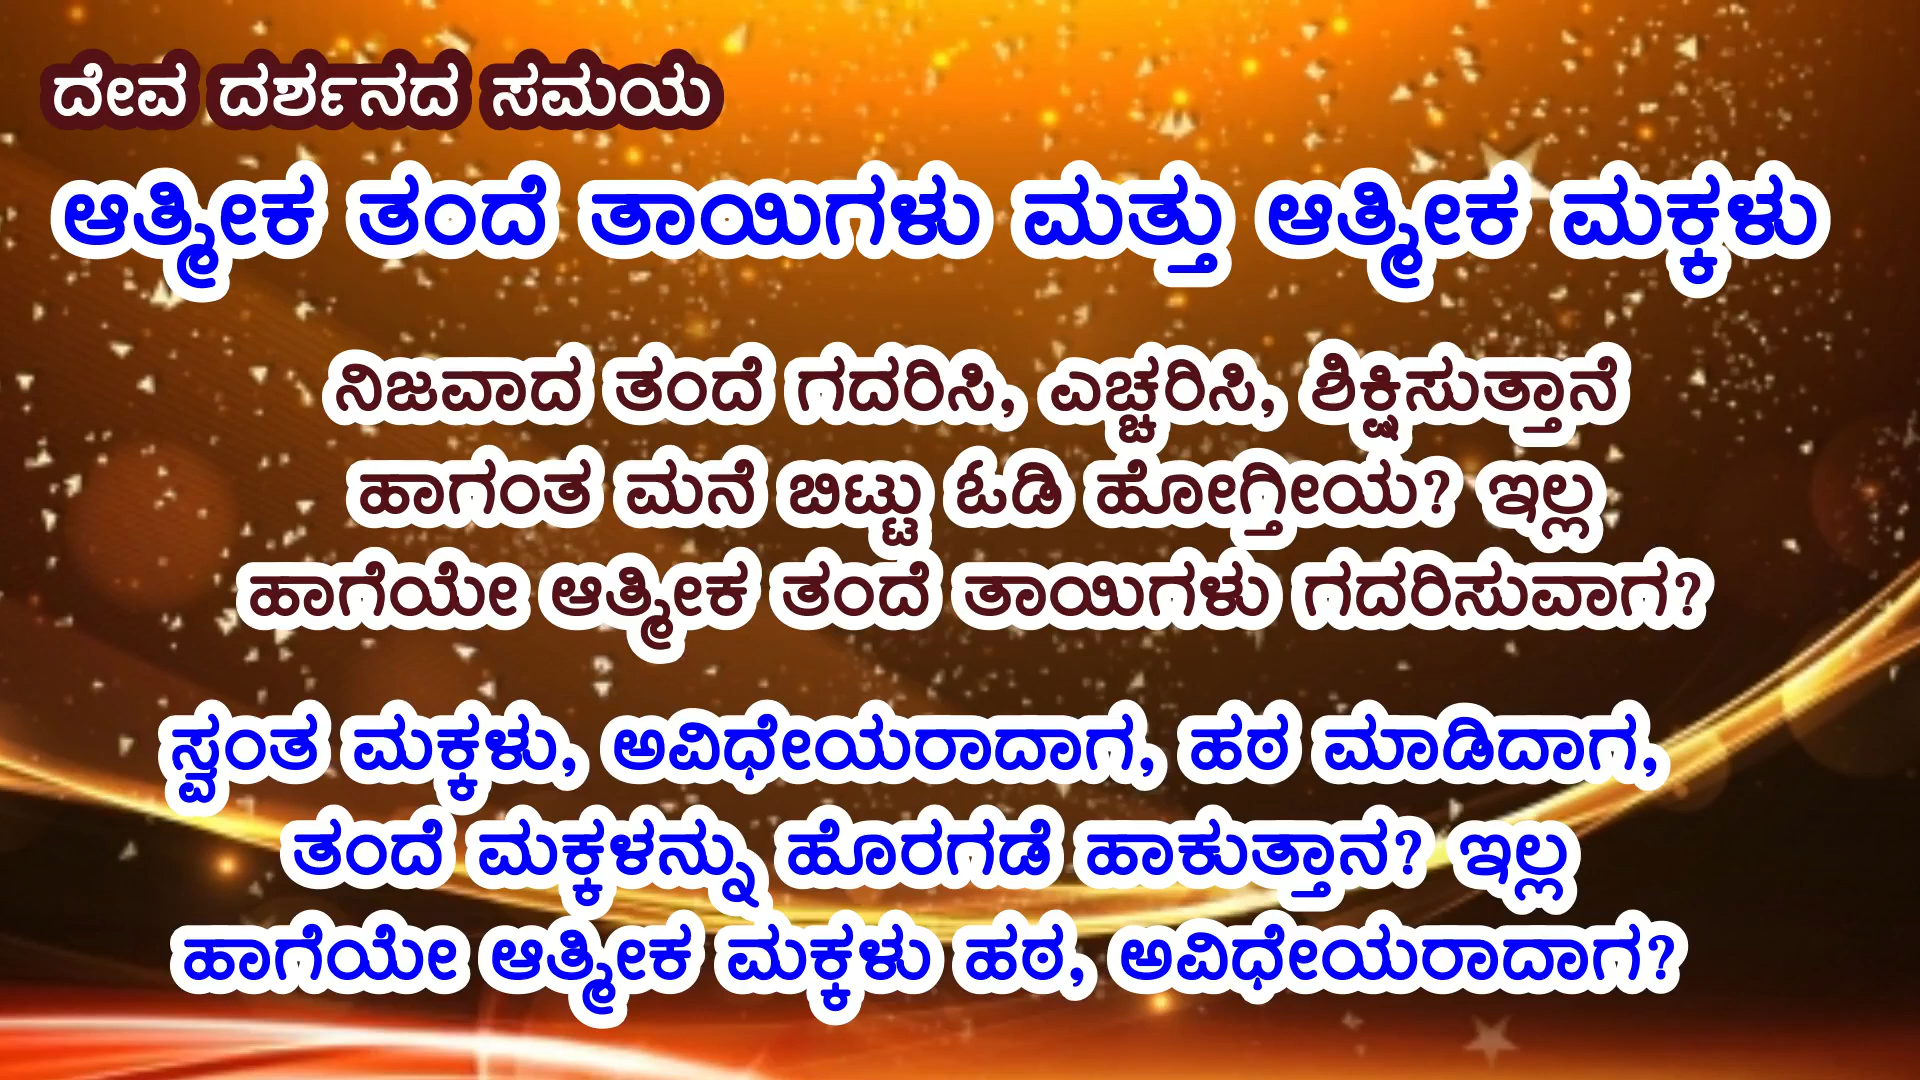 ದೇವ ದರ್ಶನದ ಸಮಯ
ಆತ್ಮೀಕ ತಂದೆ ತಾಯಿಗಳು ಮತ್ತು ಆತ್ಮೀಕ ಮಕ್ಕಳು
ನಿಜವಾದ ತಂದೆ ಗದರಿಸಿ, ಎಚ್ಚರಿಸಿ, ಶಿಕ್ಷಿಸುತ್ತಾನೆ
ಹಾಗಂತ ಮನೆ ಬಿಟ್ಟು ಓಡಿ ಹೋಗ್ತೀಯ? ಇಲ್ಲ
ಹಾಗೆಯೇ ಆತ್ಮೀಕ ತಂದೆ ತಾಯಿಗಳು ಗದರಿಸುವಾಗ?
ಸ್ವಂತ ಮಕ್ಕಳು, ಅವಿಧೇಯರಾದಾಗ, ಹಠ ಮಾಡಿದಾಗ,
ತಂದೆ ಮಕ್ಕಳನ್ನು ಹೊರಗಡೆ ಹಾಕುತ್ತಾನ? ಇಲ್ಲ
ಹಾಗೆಯೇ ಆತ್ಮೀಕ ಮಕ್ಕಳು ಹಠ, ಅವಿಧೇಯರಾದಾಗ?